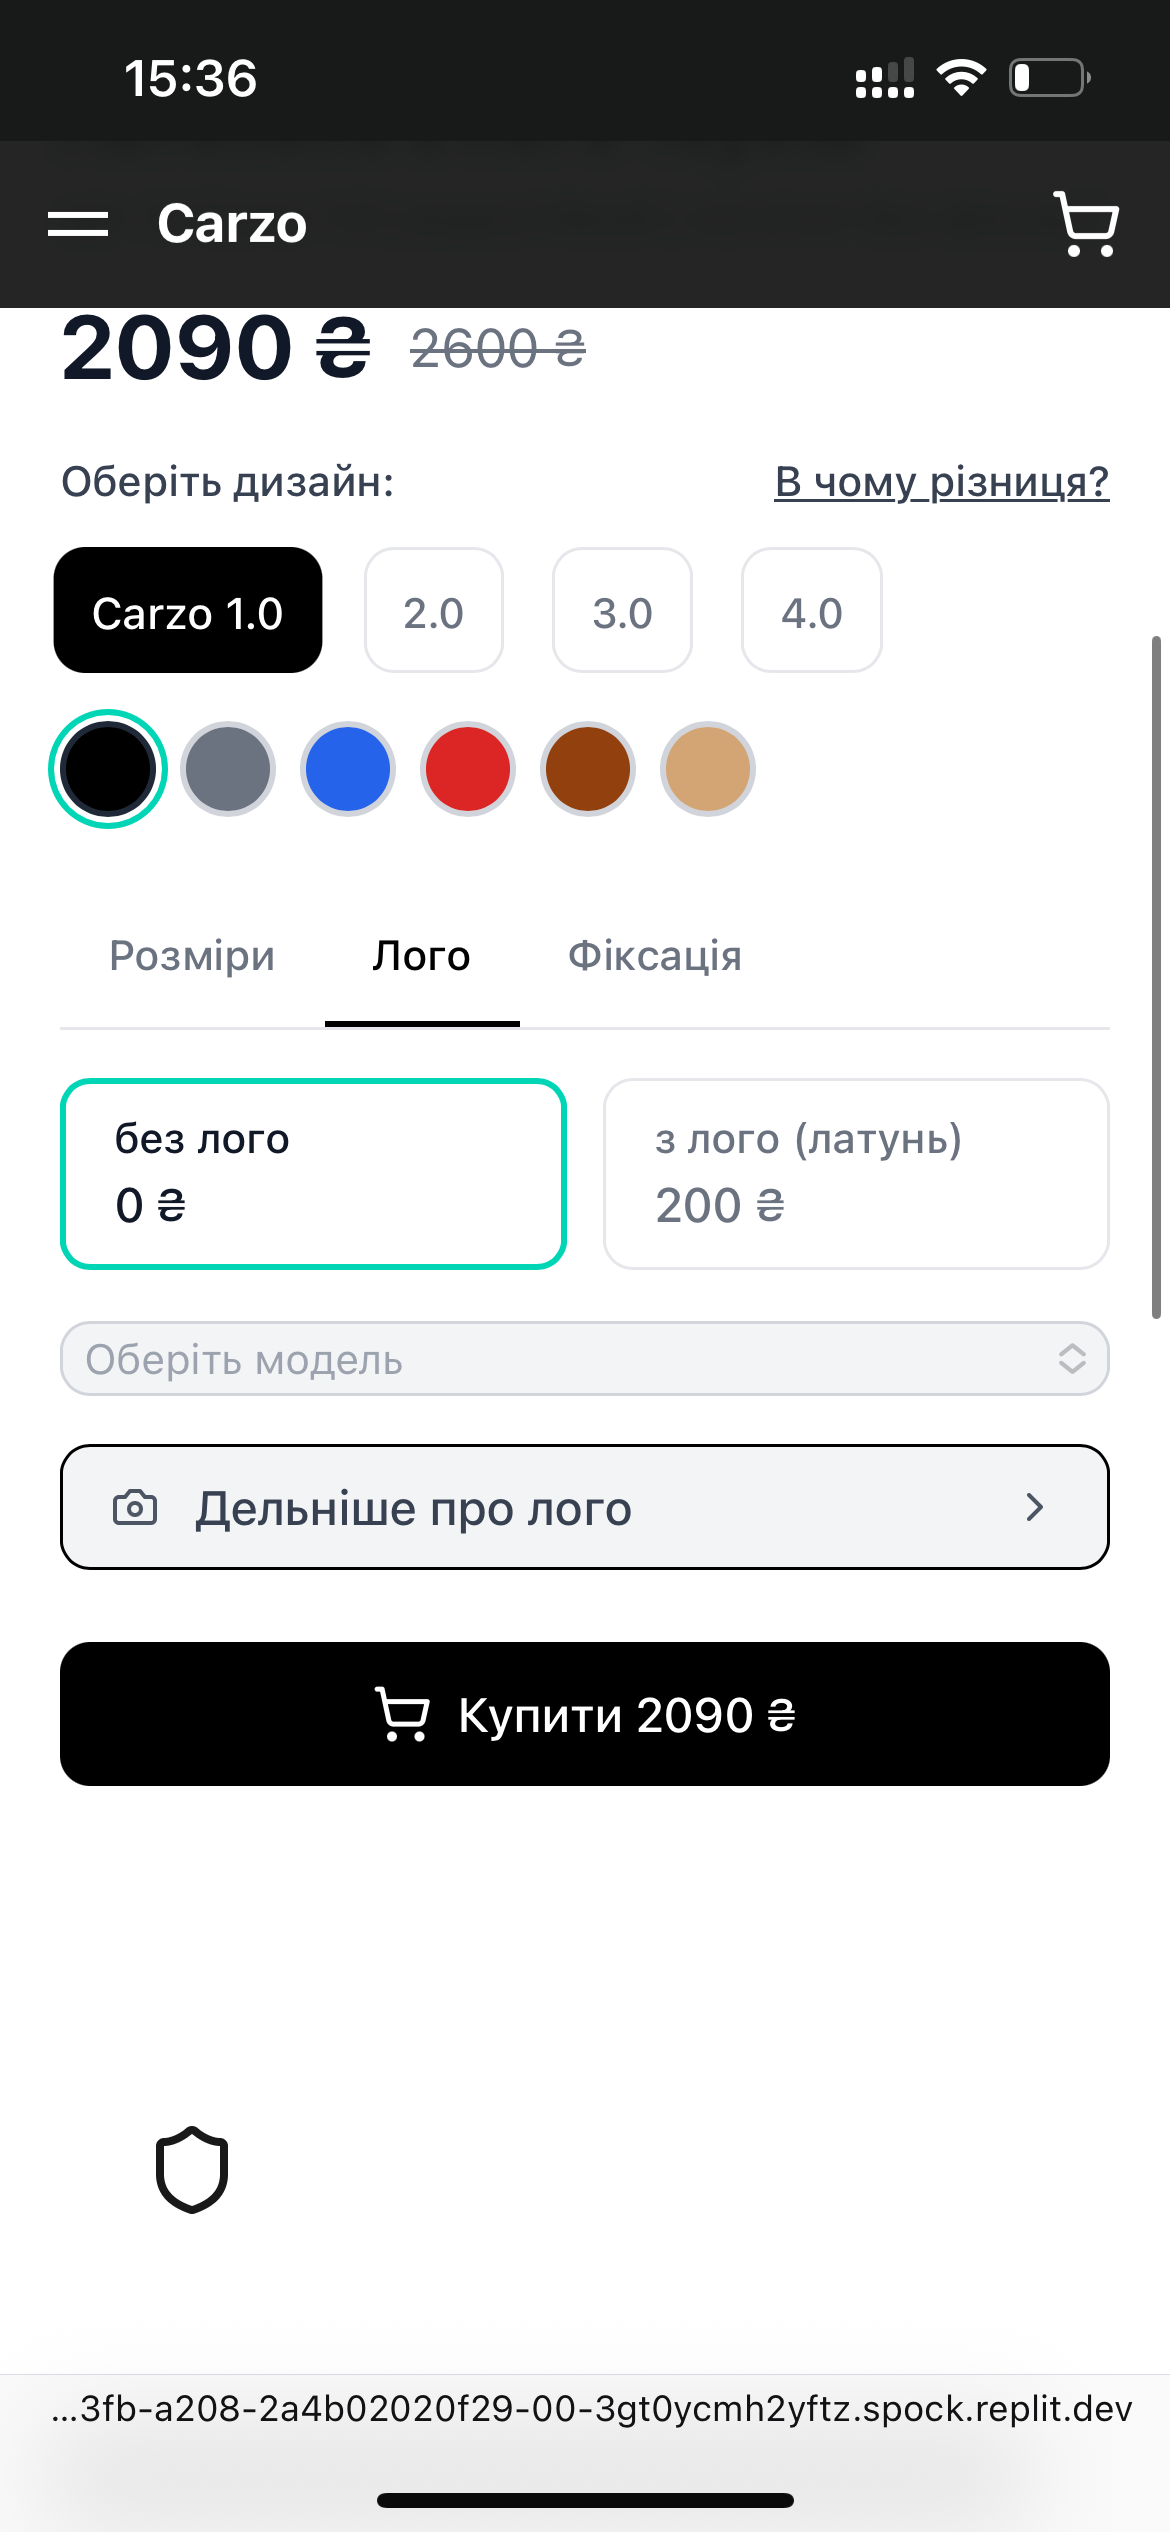 15:36
Carzo
2090 ₴ 2600 ₴
Оберіть дизайн: В чому різниця?
Carzo 1.0 2.0 3.0 4.0
Розміри Лого Фіксація
без лого з лого (латунь)
0 ₴ 200 ₴
Оберіть модель
Дельніше про лого
Купити 2090 ₴
...3fb-a208-2a4b02020f29-00-3gt0ycmh2yftz.spock.replit.dev